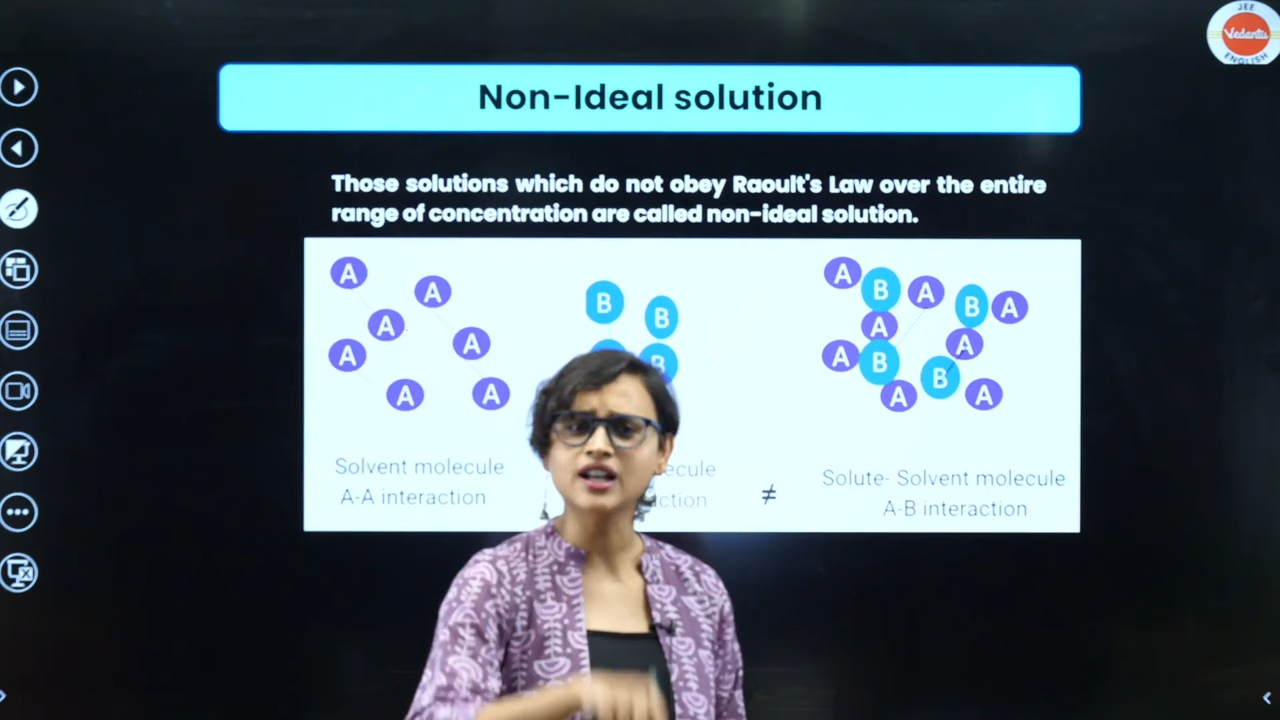 JEE
Vedantu
ENGLISH
Non-Ideal solution
Those solutions which do not obey Raoult's Law over the entire
range of concentration are called non-ideal solution.
A A B B A B A B A
A A B A A
A A B A B B
A A A A
Solvent molecule
A-A interaction
≠
Solute- Solvent molecule
A-B interaction